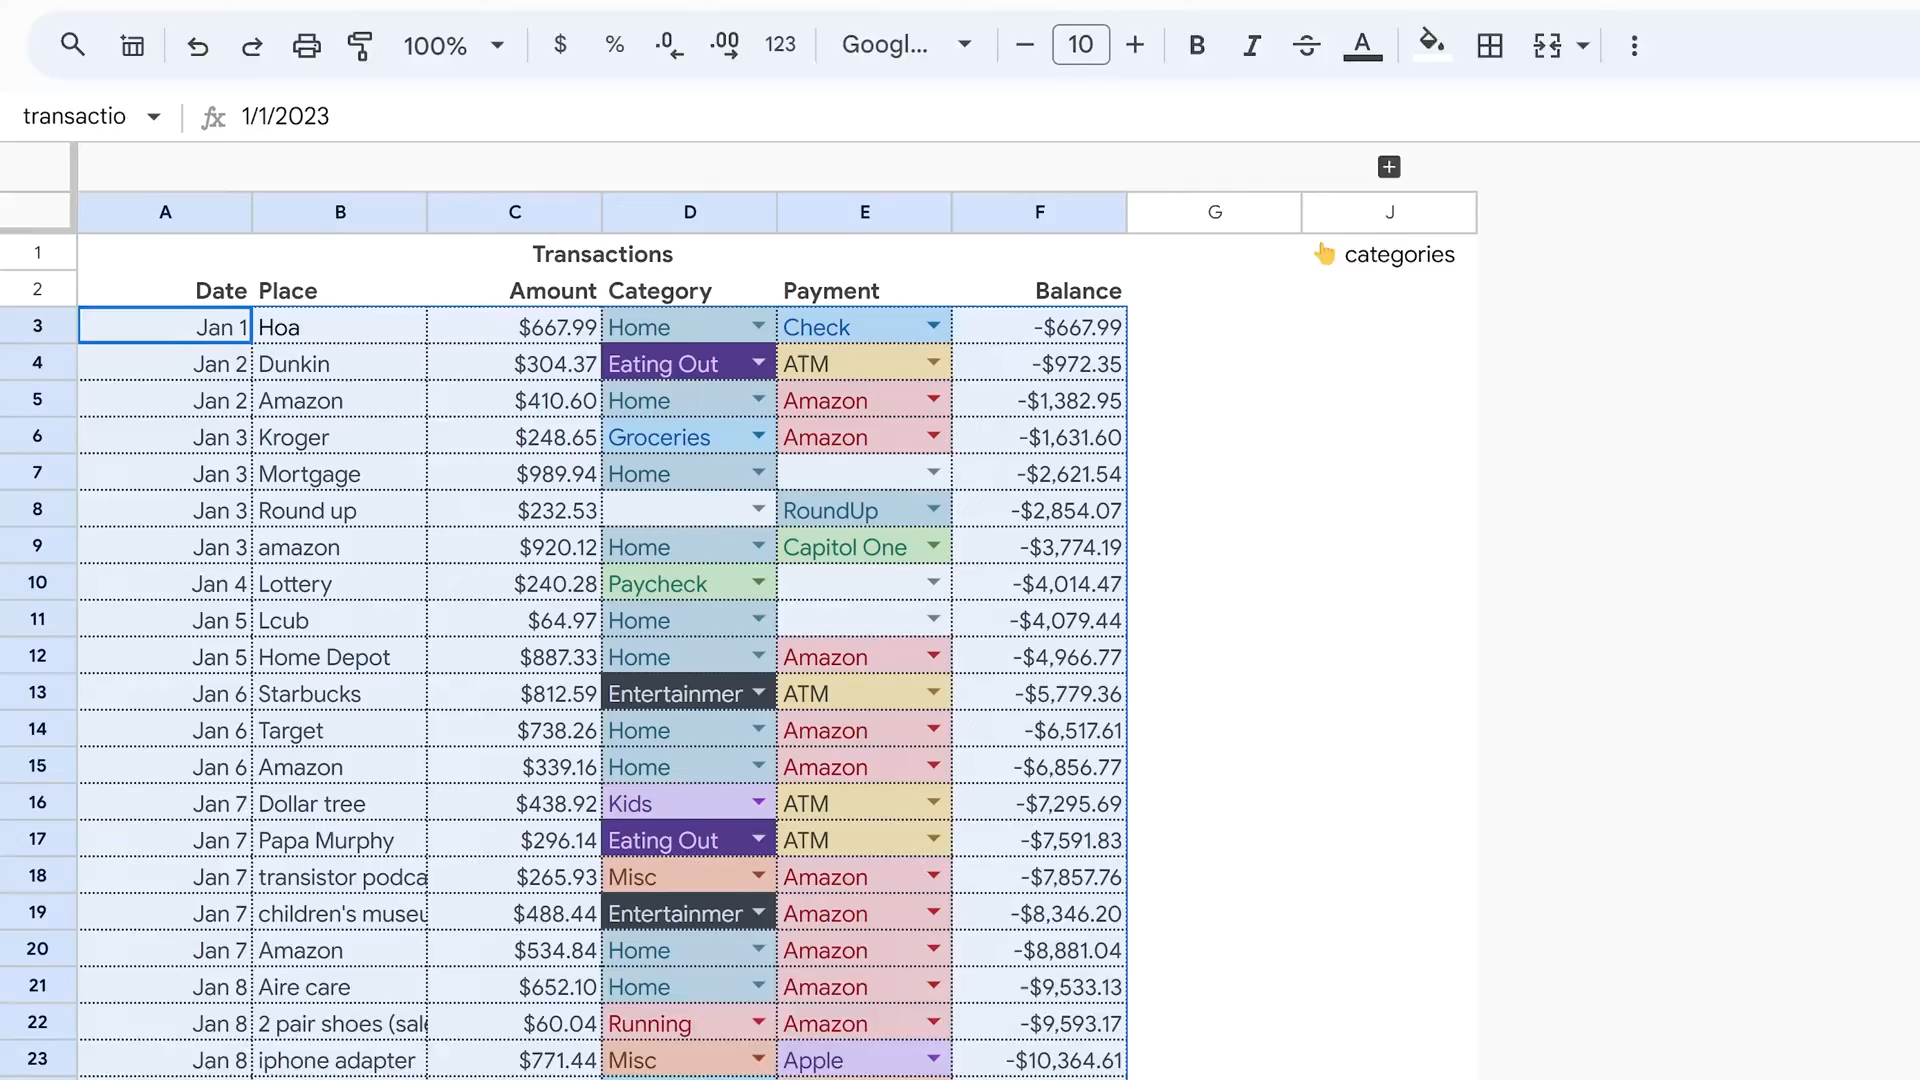 100% $ % .0 .00 123 Googl... 10 B I A
transactio fx 1/1/2023
A B C D E F G J
1 Transactions 👆 categories
2 Date Place Amount Category Payment Balance
3 Jan 1 Hoa $667.99 Home Check -$667.99
4 Jan 2 Dunkin $304.37 Eating Out ATM -$972.35
5 Jan 2 Amazon $410.60 Home Amazon -$1,382.95
6 Jan 3 Kroger $248.65 Groceries Amazon -$1,631.60
7 Jan 3 Mortgage $989.94 Home -$2,621.54
8 Jan 3 Round up $232.53 RoundUp -$2,854.07
9 Jan 3 amazon $920.12 Home Capitol One -$3,774.19
10 Jan 4 Lottery $240.28 Paycheck -$4,014.47
11 Jan 5 Lcub $64.97 Home -$4,079.44
12 Jan 5 Home Depot $887.33 Home Amazon -$4,966.77
13 Jan 6 Starbucks $812.59 Entertainmer ATM -$5,779.36
14 Jan 6 Target $738.26 Home Amazon -$6,517.61
15 Jan 6 Amazon $339.16 Home Amazon -$6,856.77
16 Jan 7 Dollar tree $438.92 Kids ATM -$7,295.69
17 Jan 7 Papa Murphy $296.14 Eating Out ATM -$7,591.83
18 Jan 7 transistor podca $265.93 Misc Amazon -$7,857.76
19 Jan 7 children's museu $488.44 Entertainmer Amazon -$8,346.20
20 Jan 7 Amazon $534.84 Home Amazon -$8,881.04
21 Jan 8 Aire care $652.10 Home Amazon -$9,533.13
22 Jan 8 2 pair shoes (sale $60.04 Running Amazon -$9,593.17
23 Jan 8 iphone adapter $771.44 Misc Apple -$10,364.61